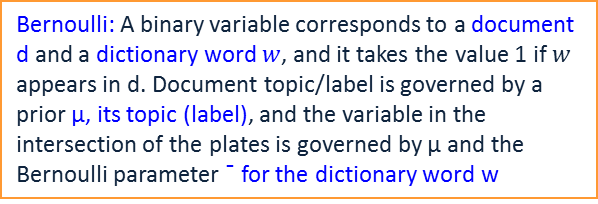 Bernoulli: A binary variable corresponds to a document
d and a dictionary word w, and it takes the value 1 if w
appears in d. Document topic/label is governed by a
prior μ, its topic (label), and the variable in the
intersection of the plates is governed by μ and the
Bernoulli parameter ¯ for the dictionary word w